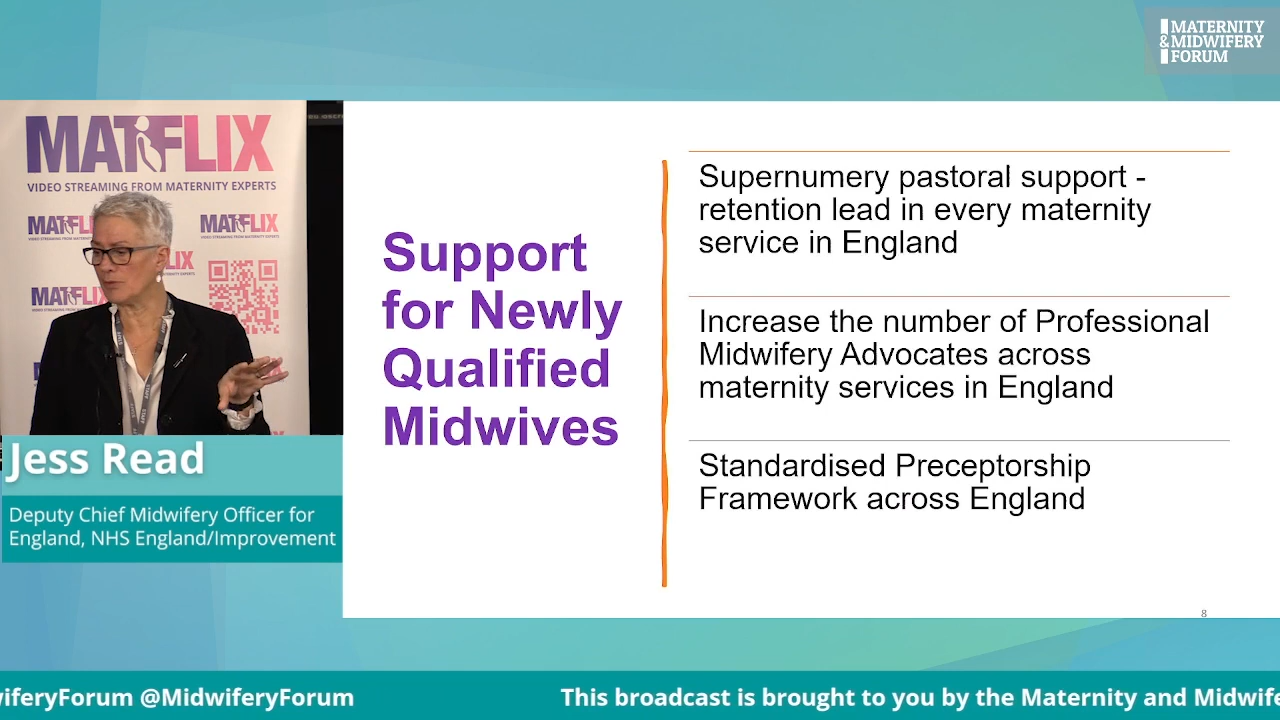 MATERNITY
&MIDWIFERY
FORUM
MATFLIX
VIDEO STREAMING FROM MATERNITY EXPERTS
MATFLIX
Support
for Newly
Qualified
Midwives
Supernumery pastoral support -
retention lead in every maternity
service in England
Increase the number of Professional
Midwifery Advocates across
maternity services in England
Standardised Preceptorship
Framework across England
8
Jess Read
Deputy Chief Midwifery Officer for
England, NHS England/Improvement
wiferyForum @MidwiferyForum
This broadcast is brought to you by the Maternity and Midwife